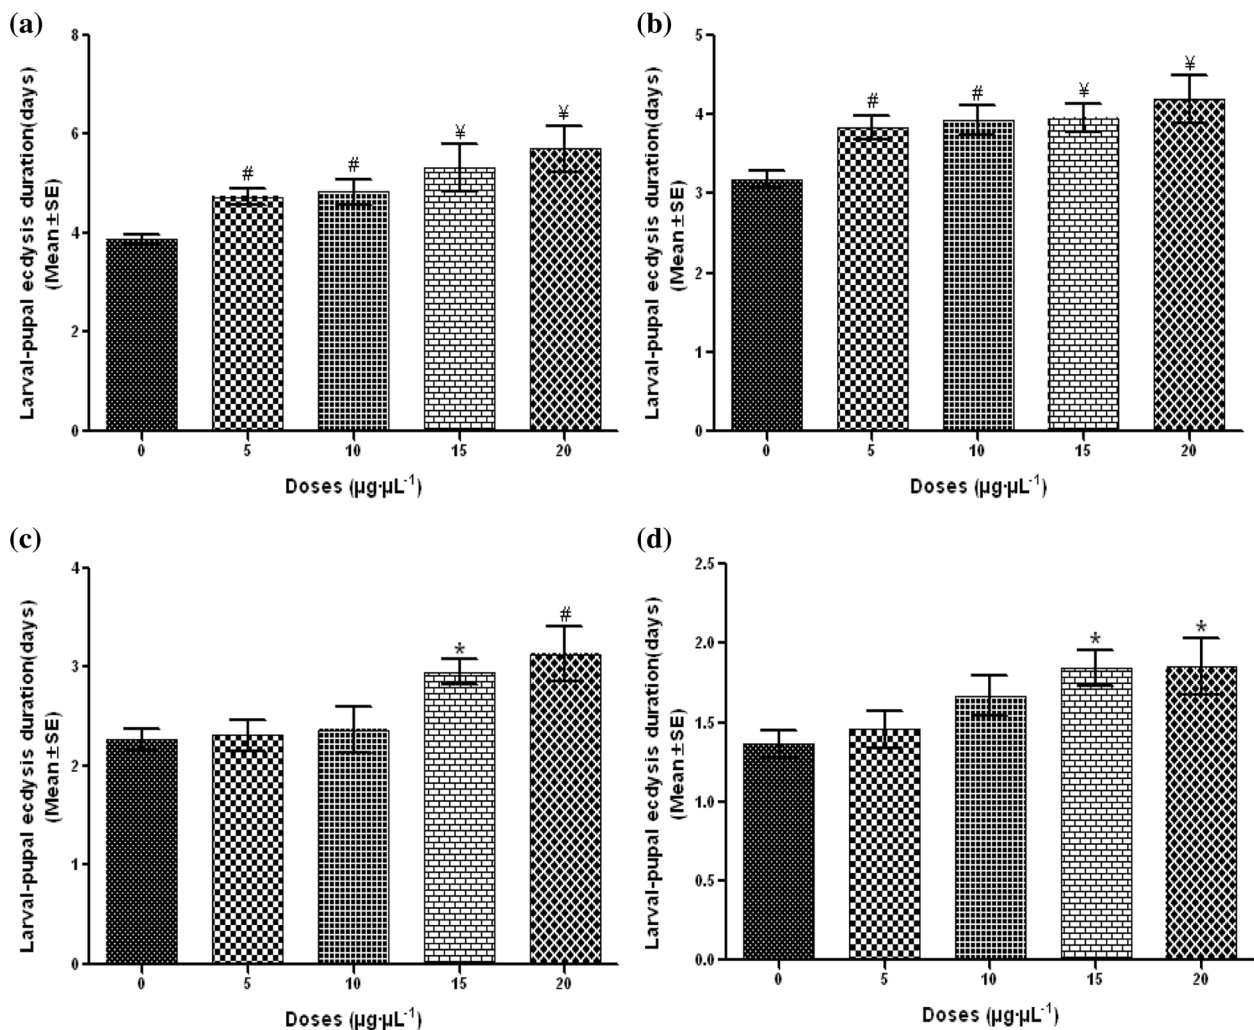 (a)
Larval-pupal ecdysis duration(days)
(Mean±SE)
8
6
4
2
0
# # ¥ ¥
0 5 10 15 20
Doses (µg·µL-1)
(b)
Larval-pupal ecdysis duration(days)
(Mean±SE)
5
4
3
2
1
0
# # ¥ ¥
0 5 10 15 20
Doses (µg·µL-1)
(c)
Larval-pupal ecdysis duration(days)
(Mean±SE)
4
3
2
1
0
* #
0 5 10 15 20
Doses (µg·µL-1)
(d)
Larval-pupal ecdysis duration(days)
(Mean±SE)
2.5
2.0
1.5
1.0
0.5
0.0
* *
0 5 10 15 20
Doses (µg·µL-1)